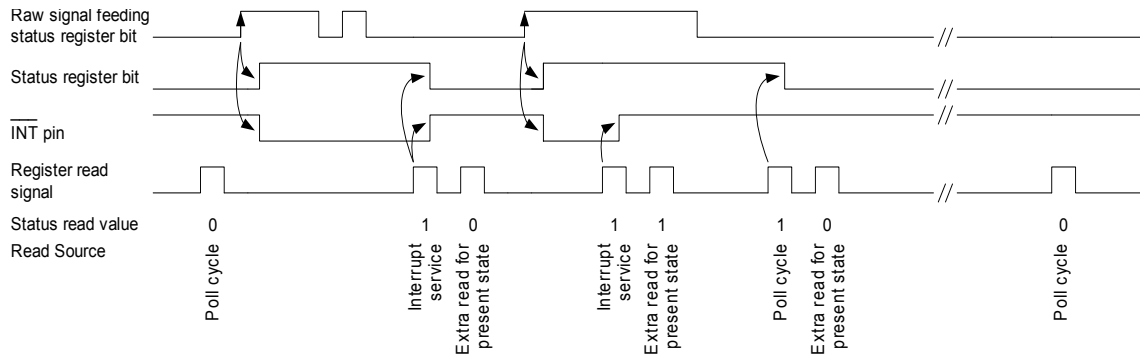 Raw signal feeding
status register bit
//
Status register bit
//
INT pin
//
Register read
signal
//
Status read value 0 1 0 1 1 1 0 0
Read Source
Poll cycle
Interrupt
service
Extra read for
present state
Interrupt
service
Extra read for
present state
Poll cycle
Extra read for
present state
Poll cycle